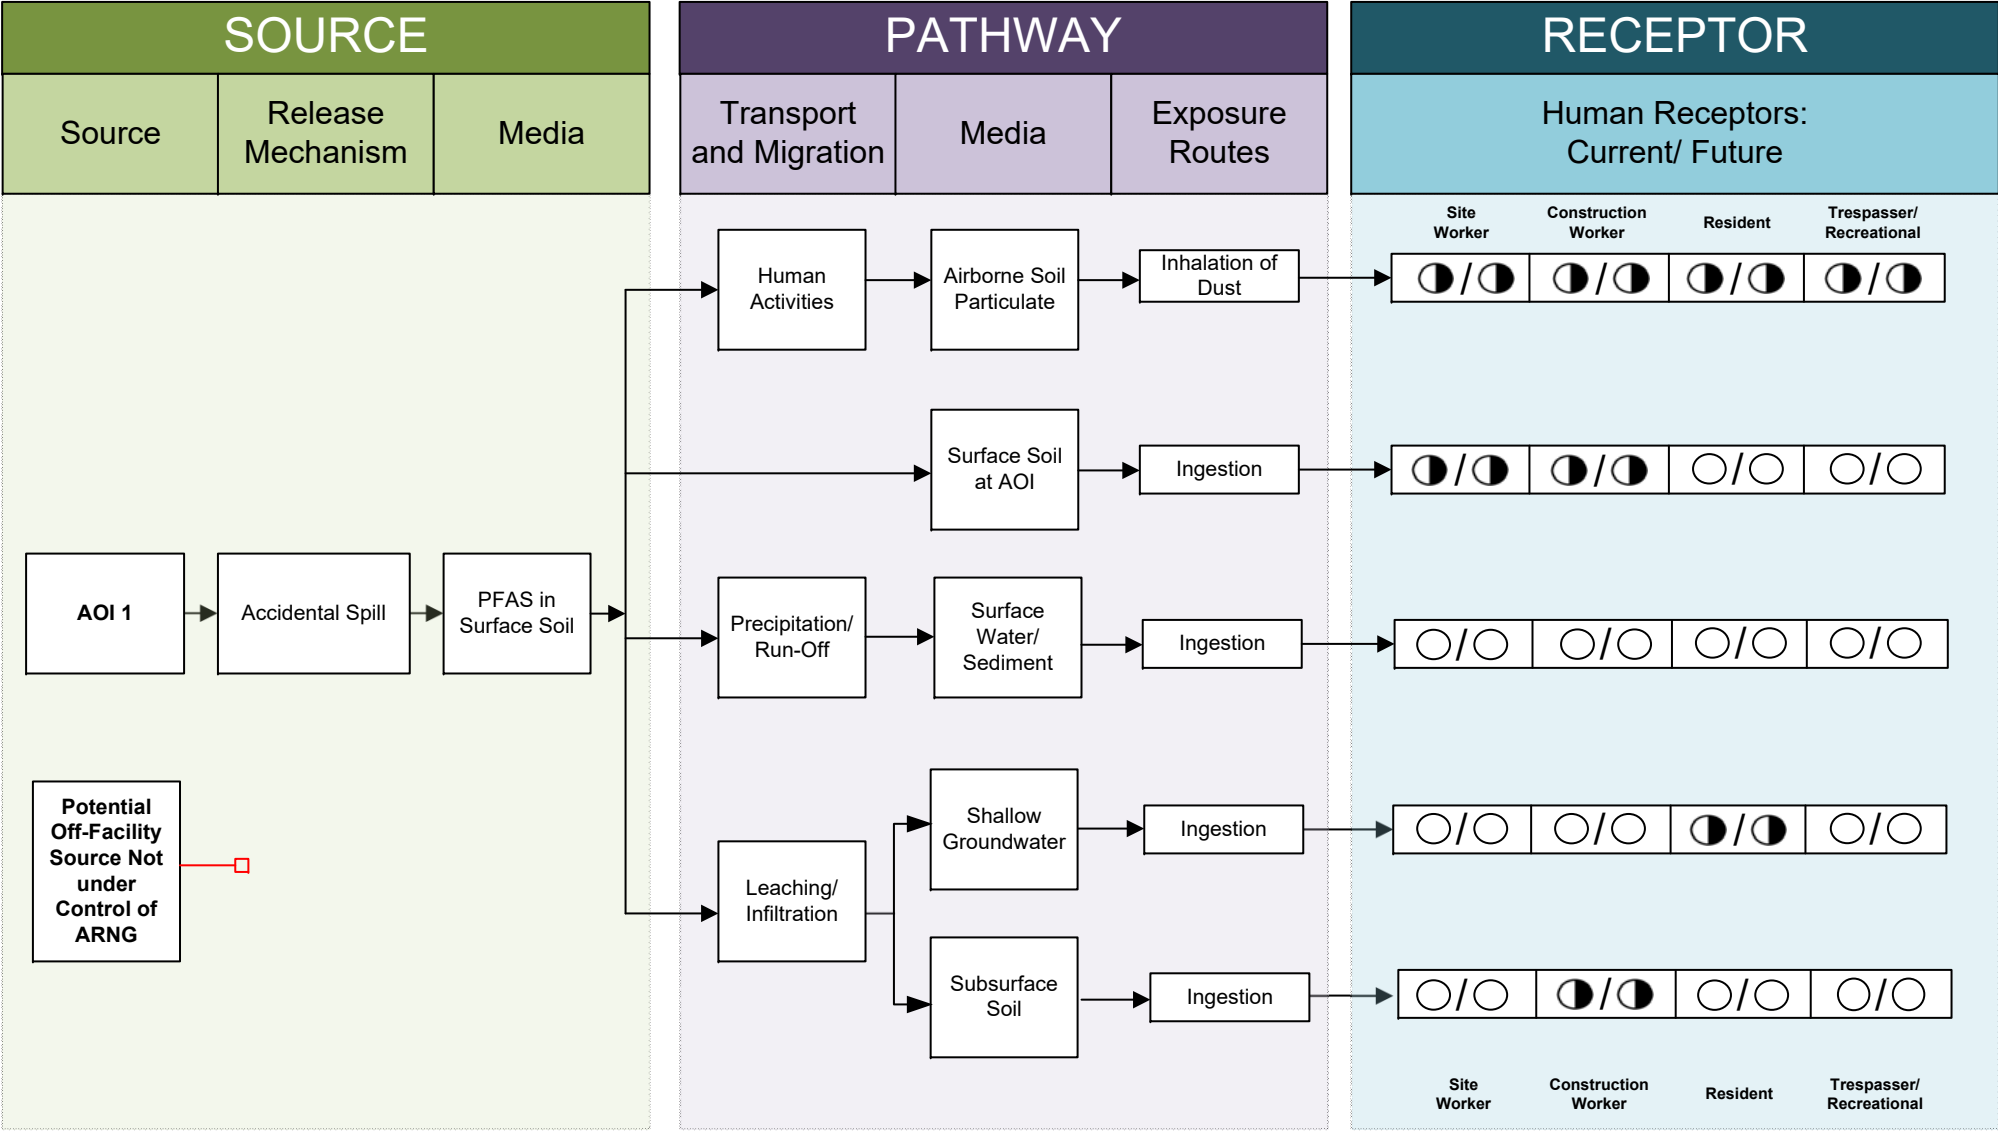 SOURCE
PATHWAY
RECEPTOR
Source
Release
Mechanism
Media
Transport
and Migration
Media
Exposure
Routes
Human Receptors:
Current/ Future
Site
Worker
Construction
Worker
Resident
Trespasser/
Recreational
Human
Activities
Airborne Soil
Particulate
Inhalation of
Dust
/
/
/
/
Surface Soil
at AOI
Ingestion
/
/
/
/
AOI 1
Accidental Spill
PFAS in
Surface Soil
Precipitation/
Run-Off
Surface
Water/
Sediment
Ingestion
/
/
/
/
Potential
Off-Facility
Source Not
under
Control of
ARNG
Leaching/
Infiltration
Shallow
Groundwater
Ingestion
/
/
/
/
Subsurface
Soil
Ingestion
/
/
/
/
Site
Worker
Construction
Worker
Resident
Trespasser/
Recreational